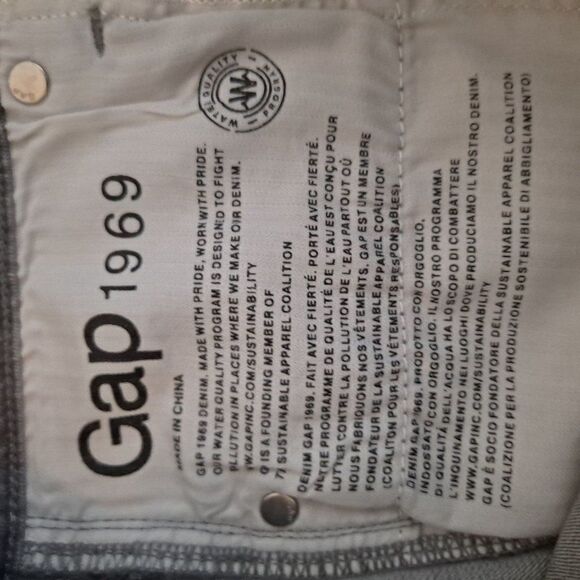 Gap 1969
WATER QUALITY
W
PROGRAM
MADE IN CHINA
GAP 1969 DENIM. MADE WITH PRIDE, WORN WITH PRIDE.
OUR WATER QUALITY PROGRAM IS DESIGNED TO FIGHT
OLLUTION IN PLACES WHERE WE MAKE OIR DENIM.
W.GAPINC.COM/SUSTAINABILITY
IS A FOUNDING MEMBER OF
SUSTAINABLE APPAREL COALITION
DENIM GAP 1969. FAIT AVEC FIERTÉ. PORTÉ AVEC FIERTÉ.
NOTRE PROGRAMME DE QUALITÉ DE L'EAU EST CONÇU POUR
LUTTER CONTRE LA POLLUTION DE L'EAU PARTOUT OÙ
NOUS FABRIQUONS NOS VÊTEMENTS. GAP EST UN MEMBRE
FONDATEUR DE LA SUSTAINABLE APPAREL COALITION
(COALITON POUR LES VÊTEMENTS RESPONSABLES)
DENIM GAP 1969. PRODOTTO CON ORGOGLIO,
INDOSSATO CON ORGOGLIO. IL NOSTRO PROGRAMMA
DI QUALITÀ DELL'ACQUA HA LO SCOPO DI COMBATTERE
L'INQUINAMENTO NEI LUOGHI DOVE PRODUCIAMO IL NOSTRO DENIM.
WWW.GAPINC.COM/SUSTAINABILITY
GAP È SOCIO FONDATORE DELLA SUSTAINABLE APPAREL COALITION
(COALIZIONE PER LA PRODUZIONE SOSTENIBILE DI ABBIGLIAMENTO)
GAP